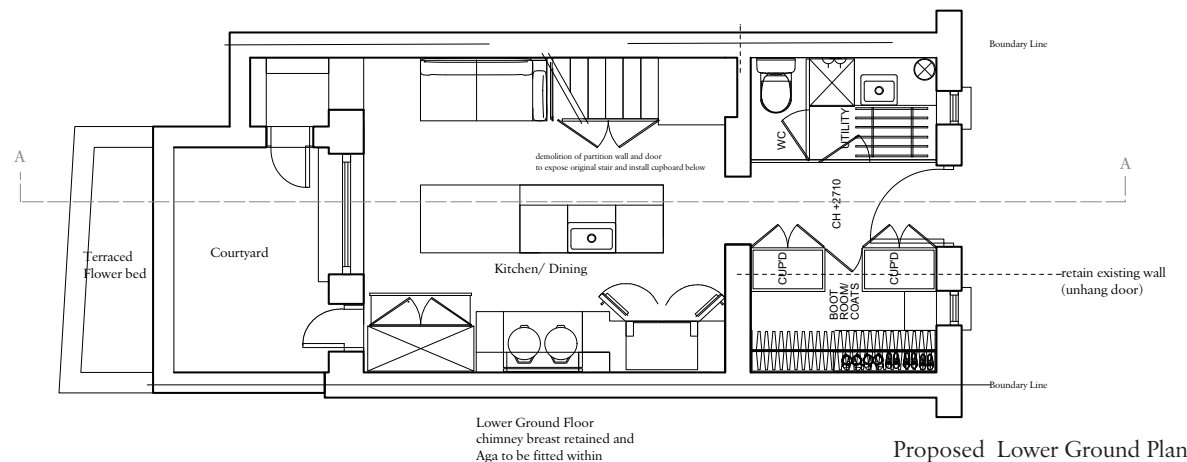 Boundary Line
WC
UTILITY
demolition of partition wall and door
to expose original stair and install cupboard below
A
A
CH +2710
Terraced
Flower bed
Courtyard
Kitchen/ Dining
CUP'D
CUP'D
retain existing wall
(unhang door)
BOOT
ROOM/
COATS
Boundary Line
Lower Ground Floor
chimney breast retained and
Aga to be fitted within
Proposed Lower Ground Plan